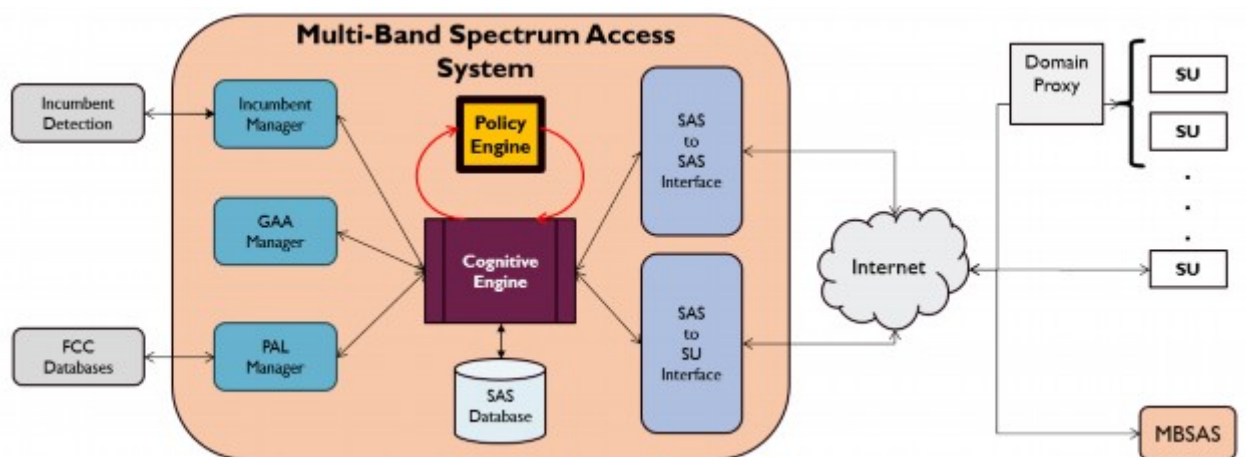 Multi-Band Spectrum Access
System
Incumbent
Detection
Incumbent
Manager
Policy
Engine
SAS
to
SAS
Interface
Domain
Proxy
SU
SU
.
.
.
SU
GAA
Manager
Cognitive
Engine
Internet
FCC
Databases
PAL
Manager
SAS
Database
SAS
to
SU
Interface
MBSAS